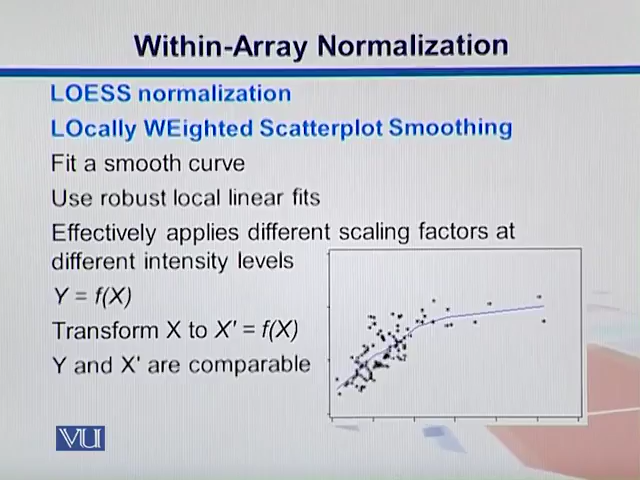 Within-Array Normalization
LOESS normalization
LOcally WEighted Scatterplot Smoothing
Fit a smooth curve
Use robust local linear fits
Effectively applies different scaling factors at
different intensity levels
Y = f(X)
Transform X to X' = f(X)
Y and X' are comparable
VU